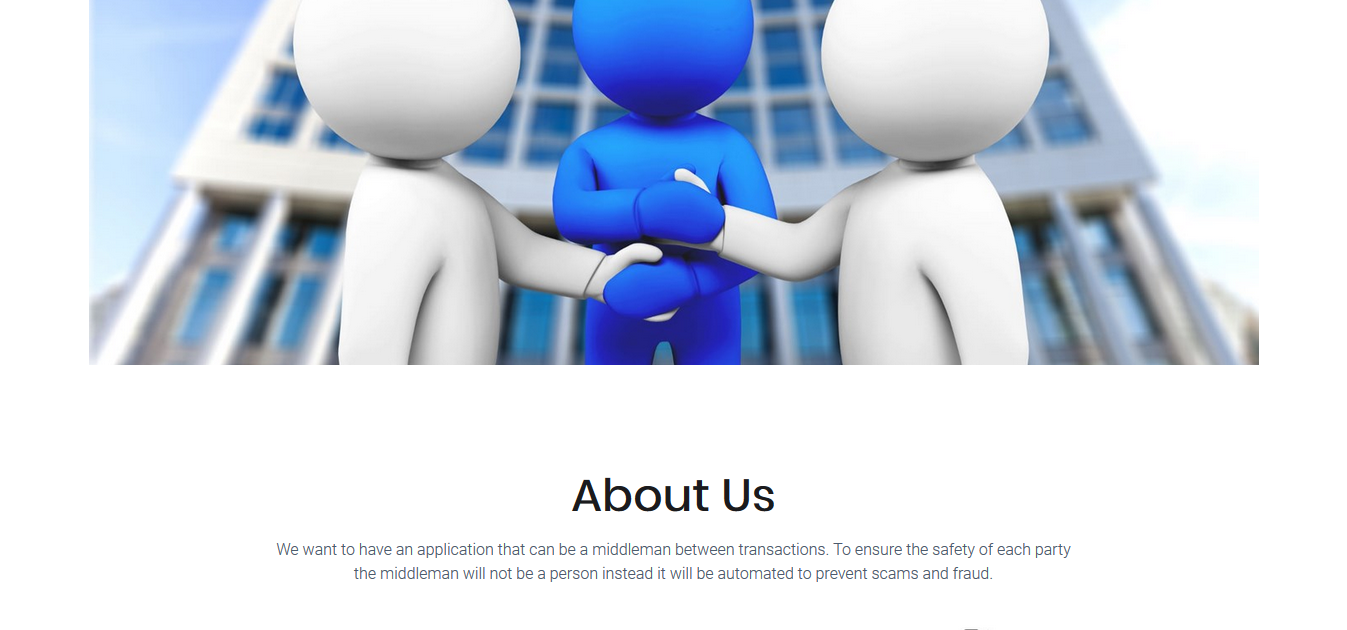 About Us
We want to have an application that can be a middleman between transactions. To ensure the safety of each party
the middleman will not be a person instead it will be automated to prevent scams and fraud.